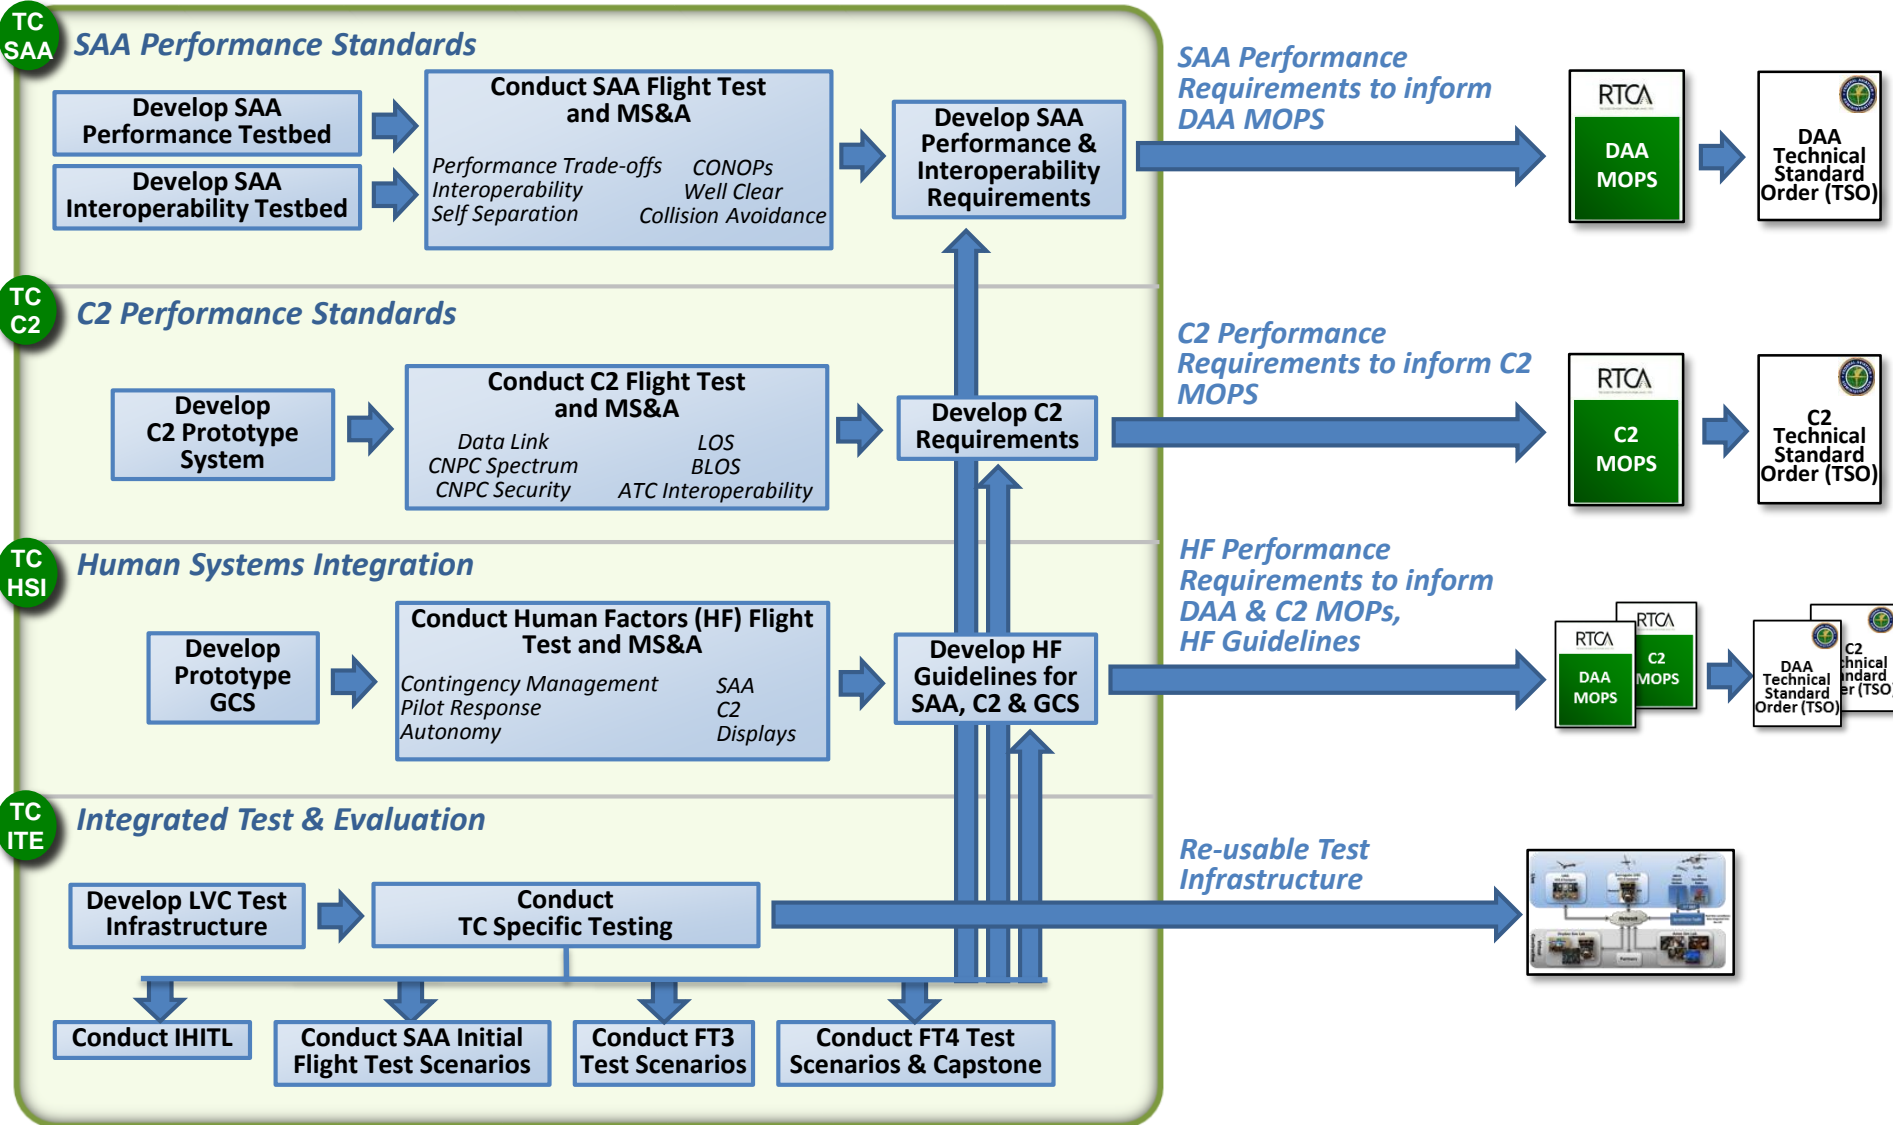 TC
SAA
SAA Performance Standards
Develop SAA
Performance Testbed
Develop SAA
Interoperability Testbed
Conduct SAA Flight Test
and MS&A
Performance Trade-offs
Interoperability
Self Separation
CONOPs
Well Clear
Collision Avoidance
Develop SAA
Performance &
Interoperability
Requirements
SAA Performance
Requirements to inform
DAA MOPS
RTCA
DAA
MOPS
DAA
Technical
Standard
Order (TSO)
TC
C2
C2 Performance Standards
Develop
C2 Prototype
System
Conduct C2 Flight Test
and MS&A
Data Link
CNPC Spectrum
CNPC Security
LOS
BLOS
ATC Interoperability
Develop C2
Requirements
C2 Performance
Requirements to inform C2
MOPS
RTCA
C2
MOPS
C2
Technical
Standard
Order (TSO)
TC
HSI
Human Systems Integration
Develop
Prototype
GCS
Conduct Human Factors (HF) Flight
Test and MS&A
Contingency Management
Pilot Response
Autonomy
SAA
C2
Displays
Develop HF
Guidelines for
SAA, C2 & GCS
HF Performance
Requirements to inform
DAA & C2 MOPs,
HF Guidelines
RTCA
DAA
MOPS
RTCA
C2
MOPS
DAA
Technical
Standard
Order (TSO)
C2
chnical
ndard
er (TSO)
TC
ITE
Integrated Test & Evaluation
Develop LVC Test
Infrastructure
Conduct
TC Specific Testing
Re-usable Test
Infrastructure
Network
Partners
Conduct IHITL
Conduct SAA Initial
Flight Test Scenarios
Conduct FT3
Test Scenarios
Conduct FT4 Test
Scenarios & Capstone